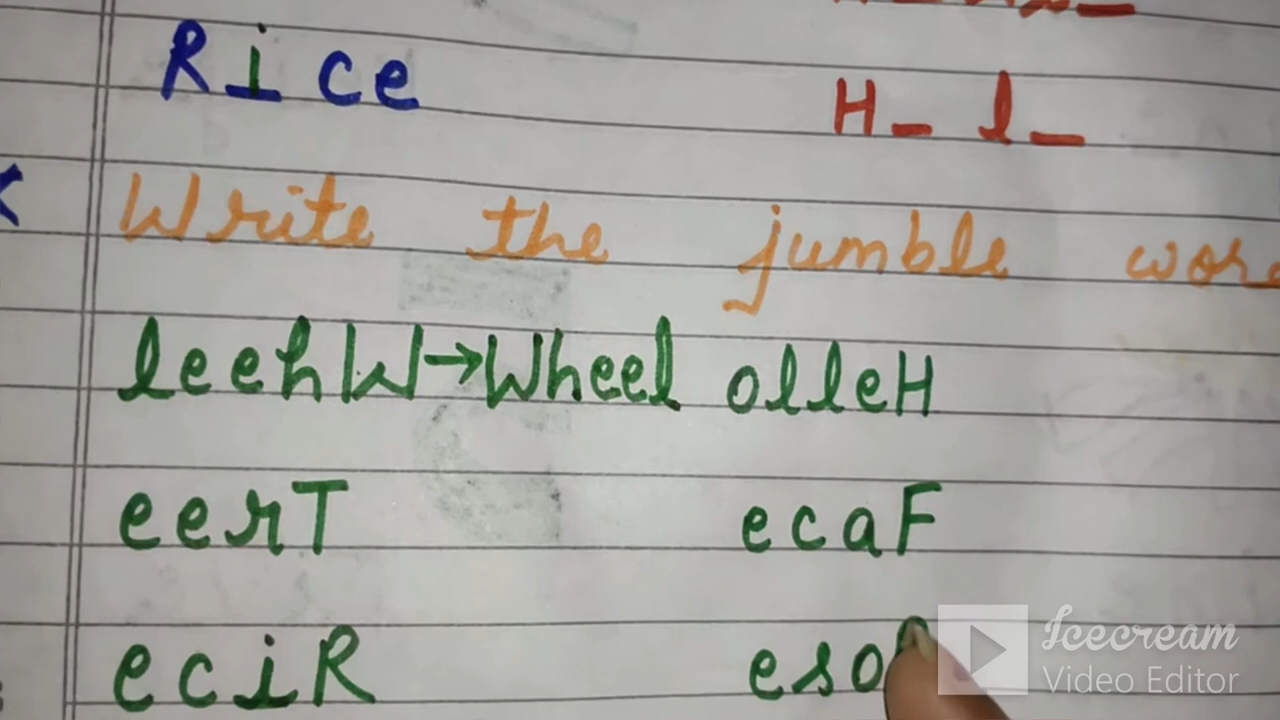 Rice H_ l_
Write the jumble
leehW→Wheel olleH
eerT ecaF
eciR
Icecream
Video Editor